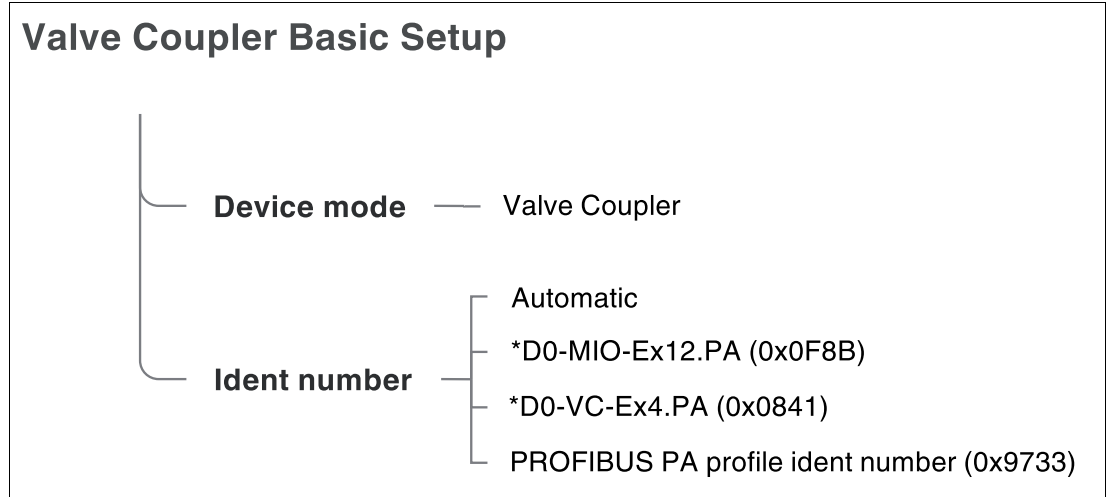 Valve Coupler Basic Setup
Device mode
Valve Coupler
Ident number
Automatic
*D0-MIO-Ex12.PA (0x0F8B)
*D0-VC-Ex4.PA (0x0841)
PROFIBUS PA profile ident number (0x9733)